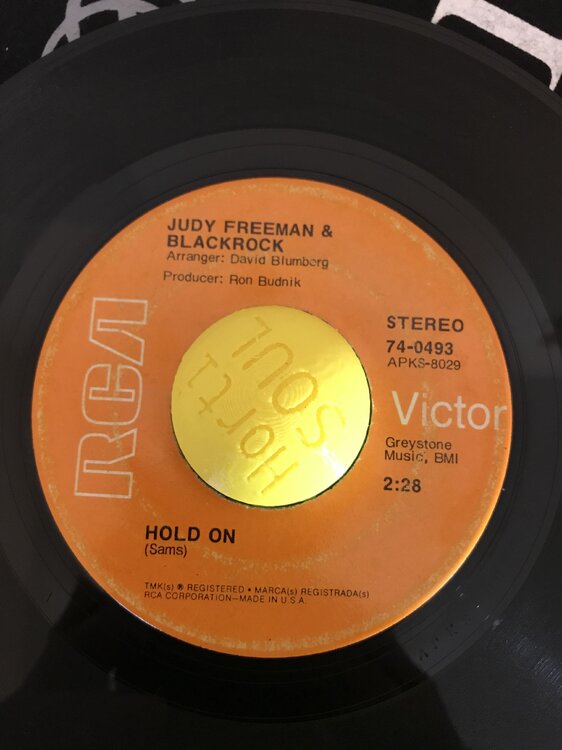 JUDY FREEMAN &
BLACKROCK
Arranger: David Blumberg
Producer: Ron Budnik
RCA
STEREO
74-0493
APKS-8029
Victor
Greystone
Music, BMI
2:28
Horti
SOUL
HOLD ON
(Sams)
TMK(s) ® REGISTERED • MARCA(s) REGISTRADA(s)
RCA CORPORATION—MADE IN U.S.A.